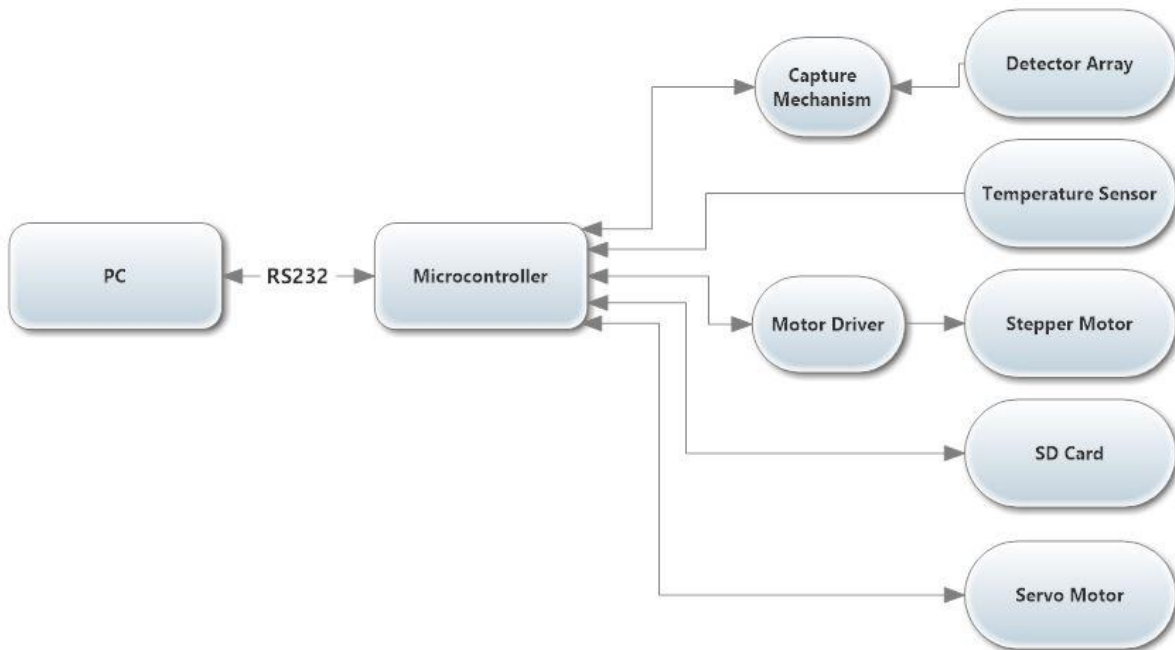 Detector Array
Capture
Mechanism
Temperature Sensor
PC
RS232
Microcontroller
Motor Driver
Stepper Motor
SD Card
Servo Motor